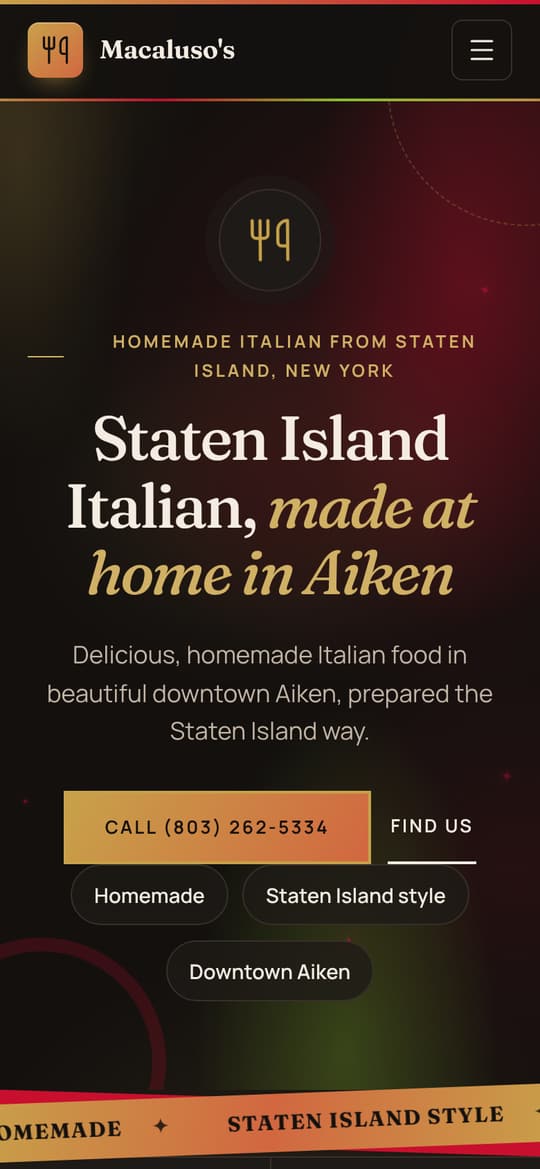 Macaluso's
HOMEMADE ITALIAN FROM STATEN
ISLAND, NEW YORK
Staten Island
Italian, made at
home in Aiken
Delicious, homemade Italian food in
beautiful downtown Aiken, prepared the
Staten Island way.
CALL (803) 262-5334
FIND US
Homemade
Staten Island style
Downtown Aiken
OMEMADE ✦ STATEN ISLAND STYLE ✦